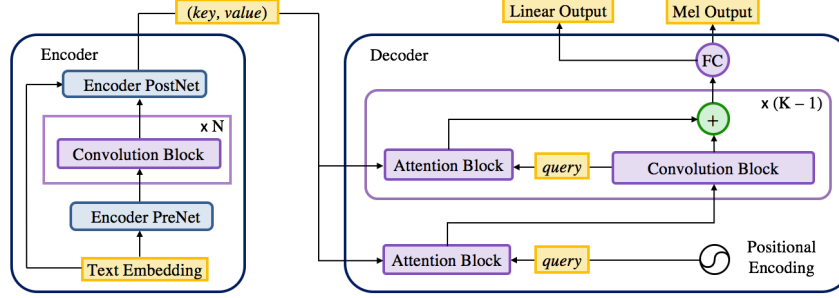 (key, value)
Linear Output
Mel Output
Encoder
Decoder
FC
Encoder PostNet
x N
x (K – 1)
+
Convolution Block
Attention Block
query
Convolution Block
Encoder PreNet
Text Embedding
Attention Block
query
Positional
Encoding